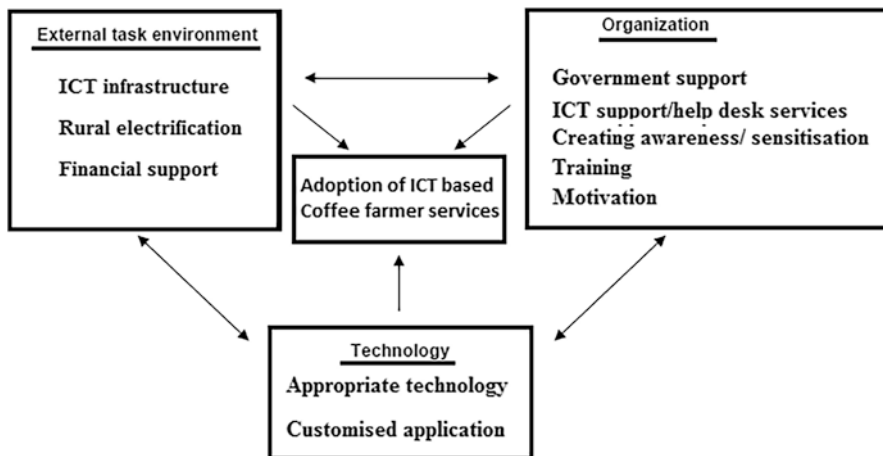 External task environment
ICT infrastructure
Rural electrification
Financial support
Organization
Government support
ICT support/help desk services
Creating awareness/ sensitisation
Training
Motivation
Adoption of ICT based
Coffee farmer services
Technology
Appropriate technology
Customised application